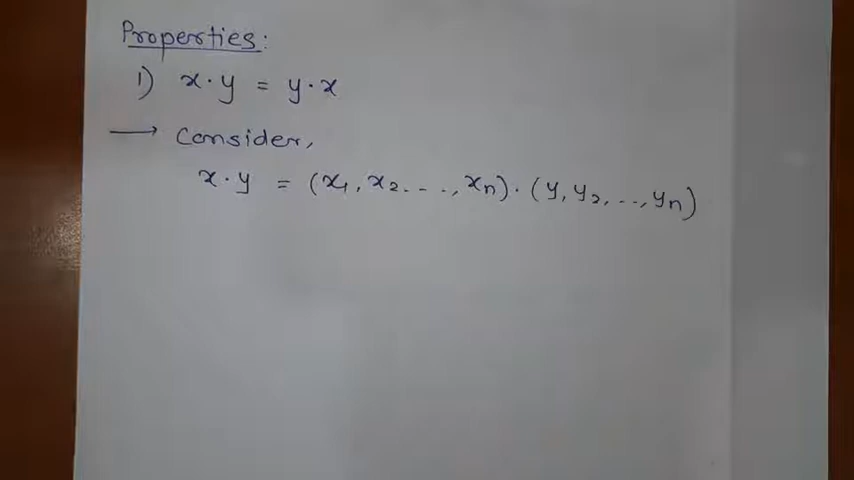 Properties:
1) x · y = y · x
→ Consider,
x · y = (x₁, x₂, ..., xₙ) · (y, y₂, ..., yₙ)